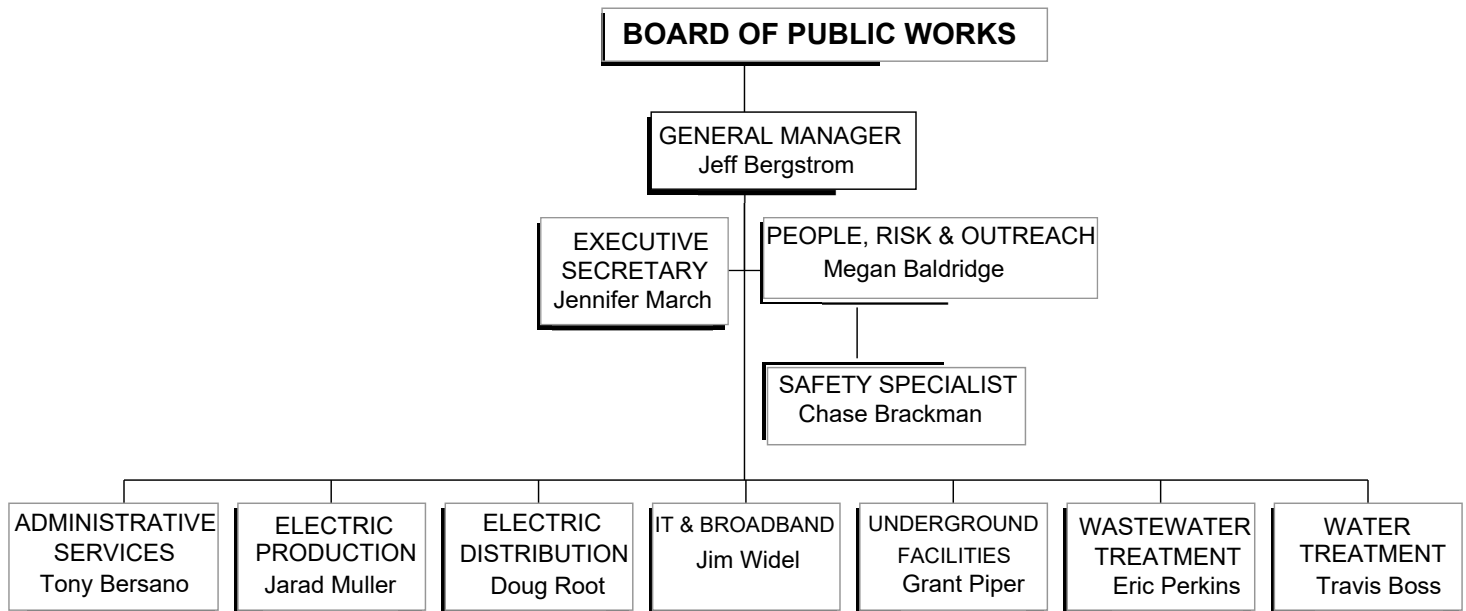 BOARD OF PUBLIC WORKS
GENERAL MANAGER
Jeff Bergstrom
EXECUTIVE
SECRETARY
Jennifer March
PEOPLE, RISK & OUTREACH
Megan Baldridge
SAFETY SPECIALIST
Chase Brackman
ADMINISTRATIVE
SERVICES
Tony Bersano
ELECTRIC
PRODUCTION
Jarad Muller
ELECTRIC
DISTRIBUTION
Doug Root
IT & BROADBAND
Jim Widel
UNDERGROUND
FACILITIES
Grant Piper
WASTEWATER
TREATMENT
Eric Perkins
WATER
TREATMENT
Travis Boss